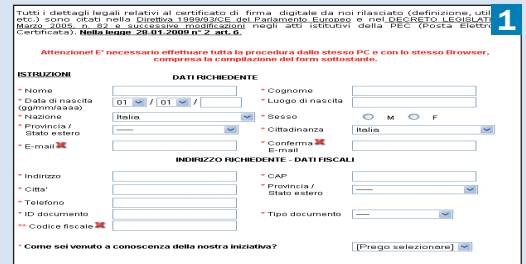 Tutti i dettagli legali relativi al certificato di firma digitale da noi rilasciato (definizione, util
etc.) sono citati nella Direttiva 1999/93/CE del Parlamento Europeo e nel DECRETO LEGISLATI
Marzo 2005, n. 82 e successive modificazioni negli atti istitutivi della PEC (Posta Elettro
Certificata). Nella legge 28-01-2009 n° 2 art. 6.
1
Attenzione! E' necessario effettuare tutta la procedura dallo stesso PC e con lo stesso Browser,
compresa la compilazione del form sottostante.
ISTRUZIONI
DATI RICHIEDENTE
* Nome * Cognome
* Data di nascita (gg/mm/aaaa) 01 / 01 / * Luogo di nascita
* Nazione Italia * Sesso M F
* Provincia / Stato estero ---- * Cittadinanza Italia
* E-mail * Conferma E-mail
INDIRIZZO RICHIEDENTE - DATI FISCALI
* Indirizzo * CAP
* Citta' * Provincia / Stato estero ----
* Telefono
* ID documento * Tipo documento ----
** Codice fiscale
* Come sei venuto a conoscenza della nostra iniziativa? [Prego selezionare]